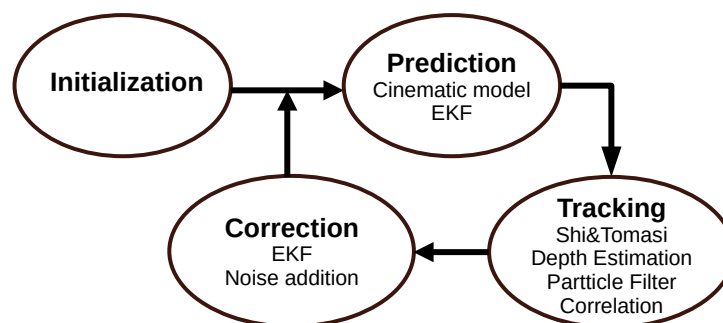 Initialization
Prediction
Cinematic model
EKF
Tracking
Shi&Tomasi
Depth Estimation
Partticle Filter
Correlation
Correction
EKF
Noise addition